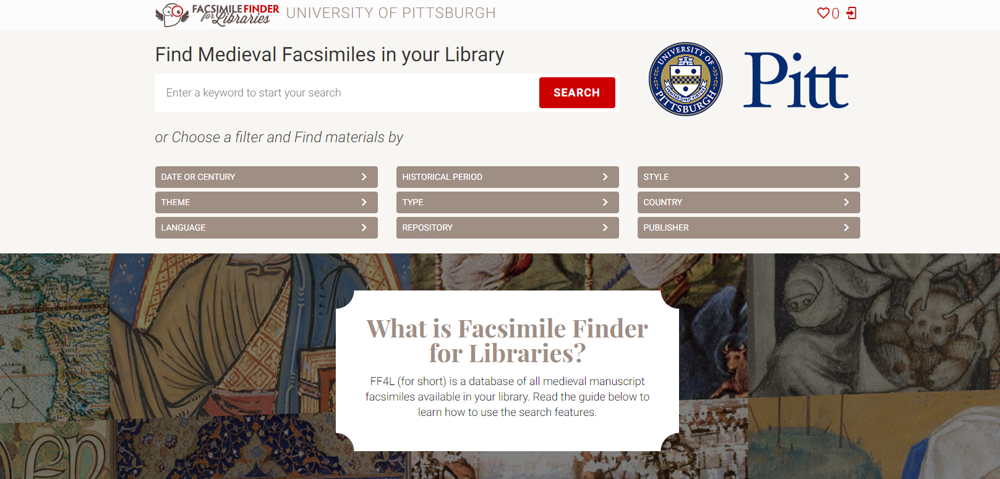 FACSIMILE FINDER
for Libraries
UNIVERSITY OF PITTSBURGH
0
Find Medieval Facsimiles in your Library
Enter a keyword to start your search
SEARCH
UNIVERSITY OF
PITTSBURGH
VERITAS 1787 VIRTUS
Pitt
or Choose a filter and Find materials by
DATE OR CENTURY
HISTORICAL PERIOD
STYLE
THEME
TYPE
COUNTRY
LANGUAGE
REPOSITORY
PUBLISHER
What is Facsimile Finder
for Libraries?
FF4L (for short) is a database of all medieval manuscript
facsimiles available in your library. Read the guide below to
learn how to use the search features.